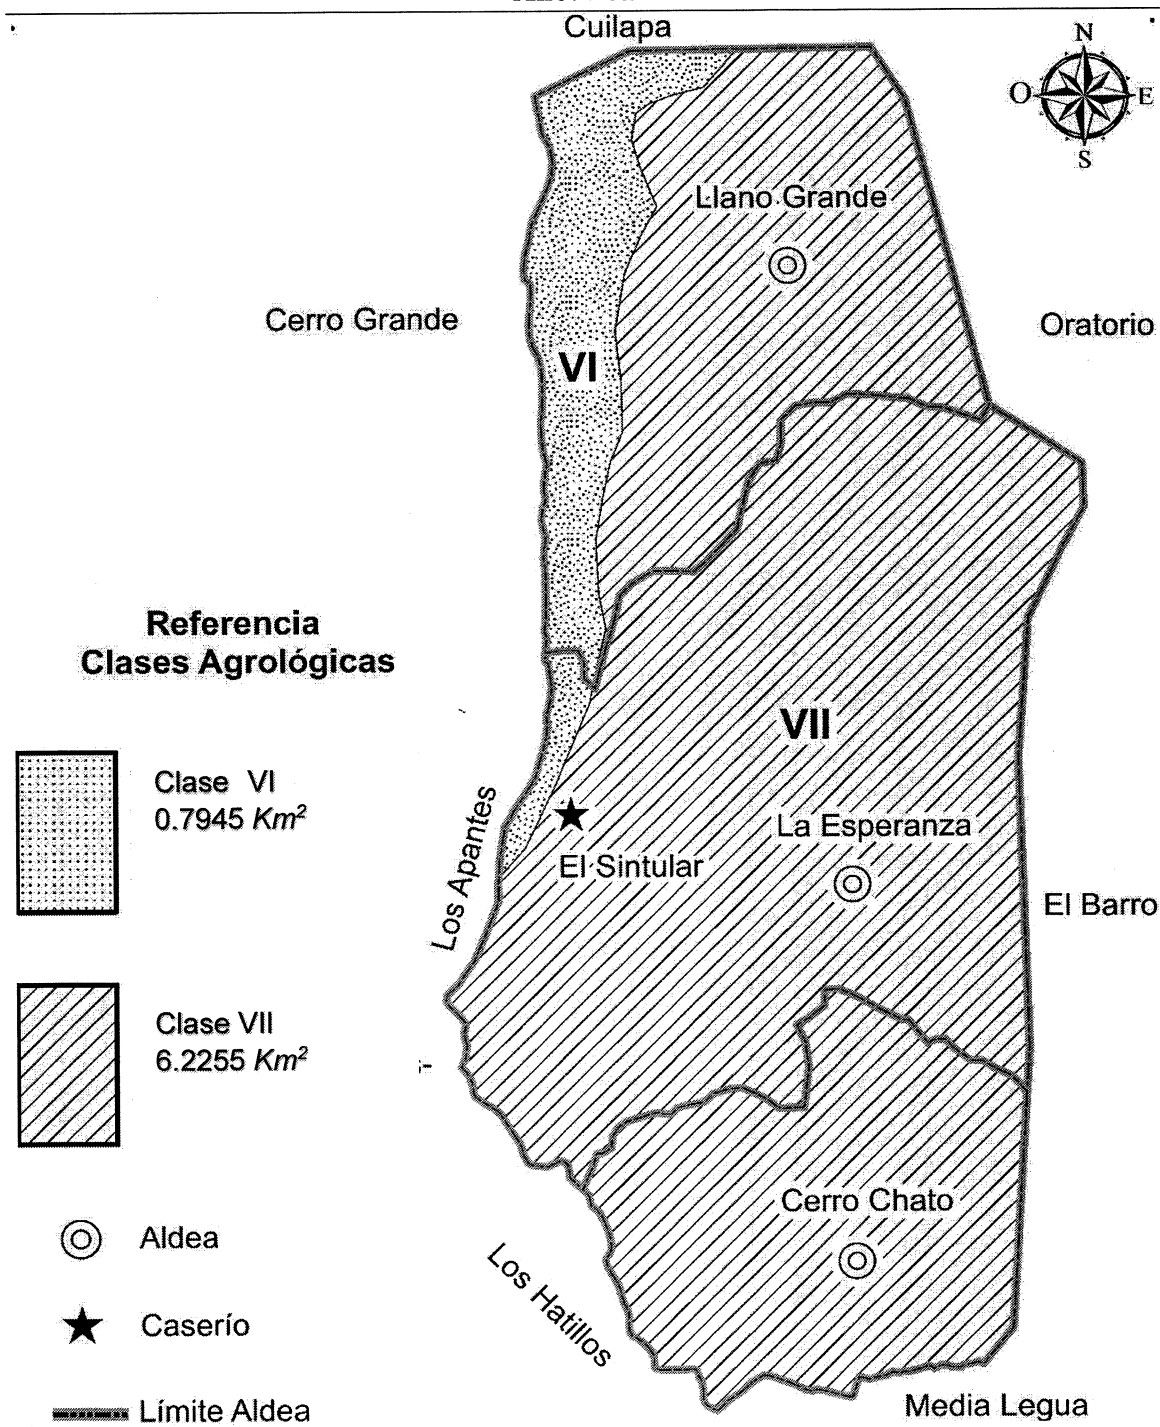 Cuilapa
N
O
E
S
Llano Grande
Cerro Grande
Oratorio
VI
Referencia
Clases Agrológicas
VII
Clase VI
0.7945 Km²
Los Apantes
La Esperanza
El Sintular
El Barro
Clase VII
6.2255 Km²
Cerro Chato
Aldea
Los Hatillos
Caserío
Límite Aldea
Media Legua